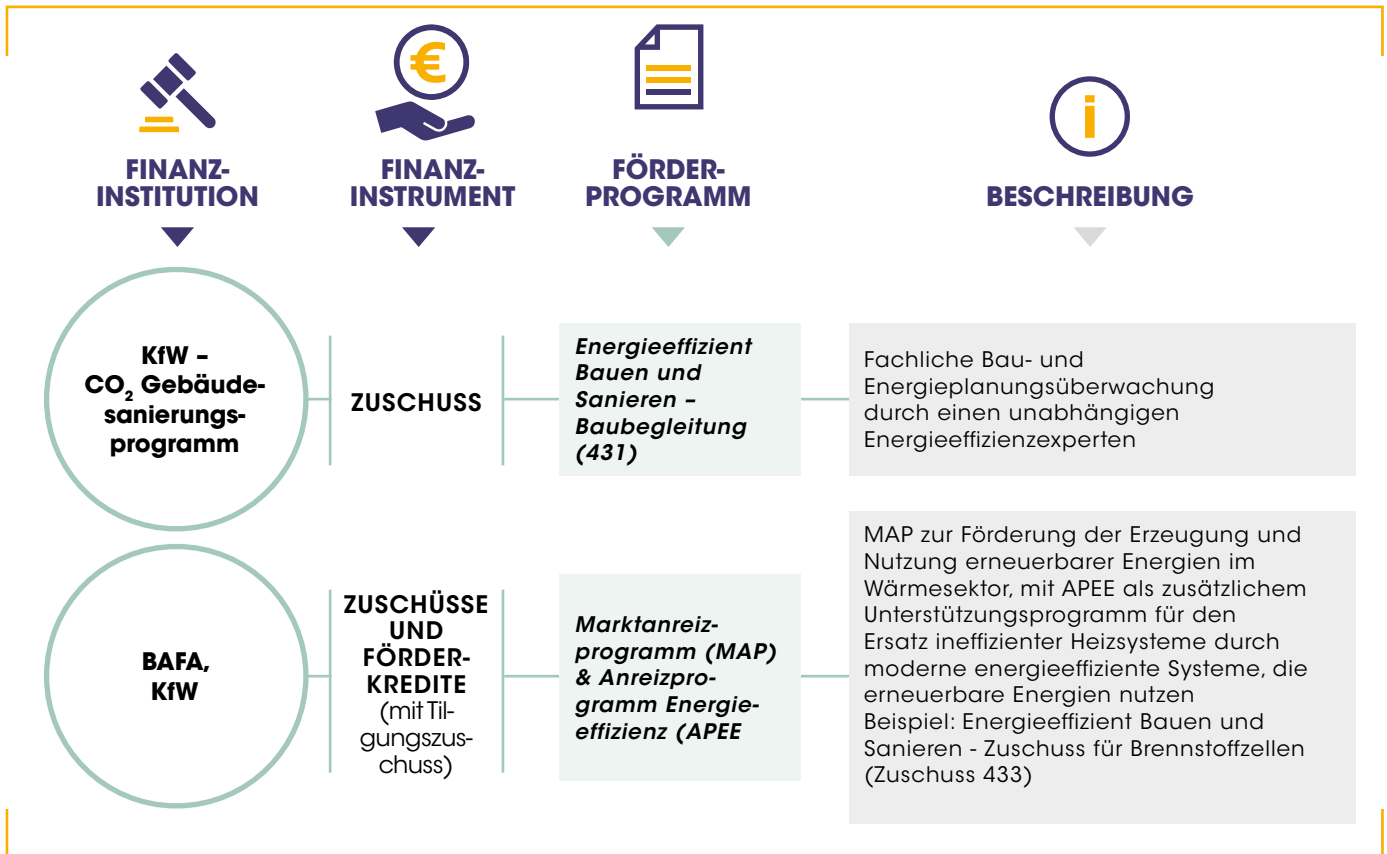 FINANZ-
INSTITUTION
FINANZ-
INSTRUMENT
FÖRDER-
PROGRAMM
BESCHREIBUNG
KfW –
CO₂ Gebäude-
sanierungs-
programm
ZUSCHUSS
Energieeffizient
Bauen und
Sanieren –
Baubegleitung
(431)
Fachliche Bau- und
Energieplanungsüberwachung
durch einen unabhängigen
Energieeffizienzexperten
BAFA,
KfW
ZUSCHÜSSE
UND
FÖRDER-
KREDITE
(mit Til-
gungszus-
chuss)
Marktanreiz-
programm (MAP)
& Anreizpro-
gramm Energie-
effizienz (APEE
MAP zur Förderung der Erzeugung und
Nutzung erneuerbarer Energien im
Wärmesektor, mit APEE als zusätzlichem
Unterstützungsprogramm für den
Ersatz ineffizienter Heizsysteme durch
moderne energieeffiziente Systeme, die
erneuerbare Energien nutzen
Beispiel: Energieeffizient Bauen und
Sanieren - Zuschuss für Brennstoffzellen
(Zuschuss 433)